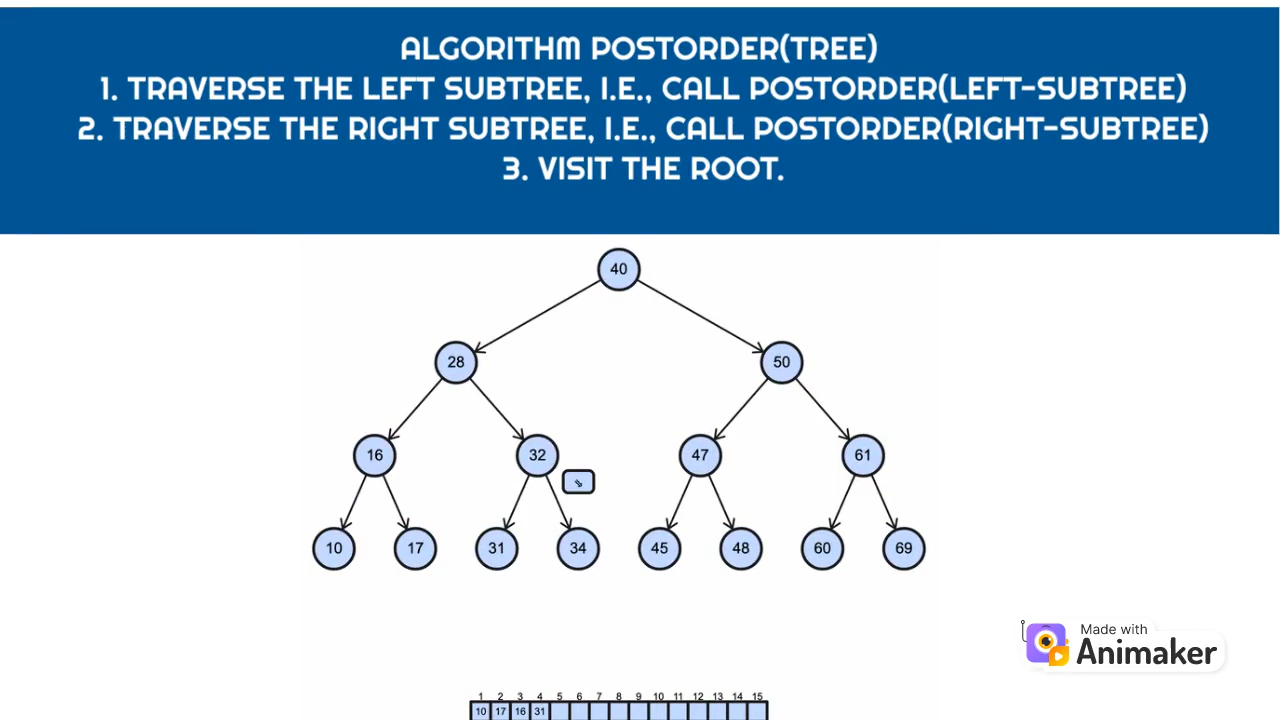 ALGORITHM POSTORDER(TREE)
1. TRAVERSE THE LEFT SUBTREE, I.E., CALL POSTORDER(LEFT-SUBTREE)
2. TRAVERSE THE RIGHT SUBTREE, I.E., CALL POSTORDER(RIGHT-SUBTREE)
3. VISIT THE ROOT.
40
28 50
16 32 47 61
10 17 31 34 45 48 60 69
Made with
Animaker
1 2 3 4 5 6 7 8 9 10 11 12 13 14 15
10 17 16 31